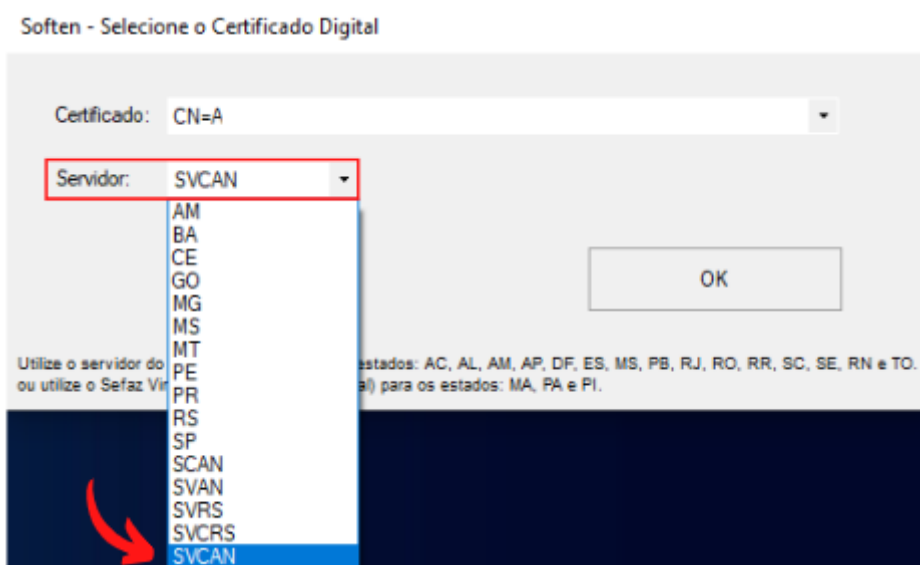 Soften - Selecione o Certificado Digital
Certificado: CN=A
Servidor: SVCAN
AM
BA
CE
GO
MG
MS
MT
PE
PR
RS
SP
SCAN
SVAN
SVRS
SVCRS
SVCAN
OK
Utilize o servidor do estados: AC, AL, AM, AP, DF, ES, MS, PB, RJ, RO, RR, SC, SE, RN e TO.
ou utilize o Sefaz Vir al) para os estados: MA, PA e PI.